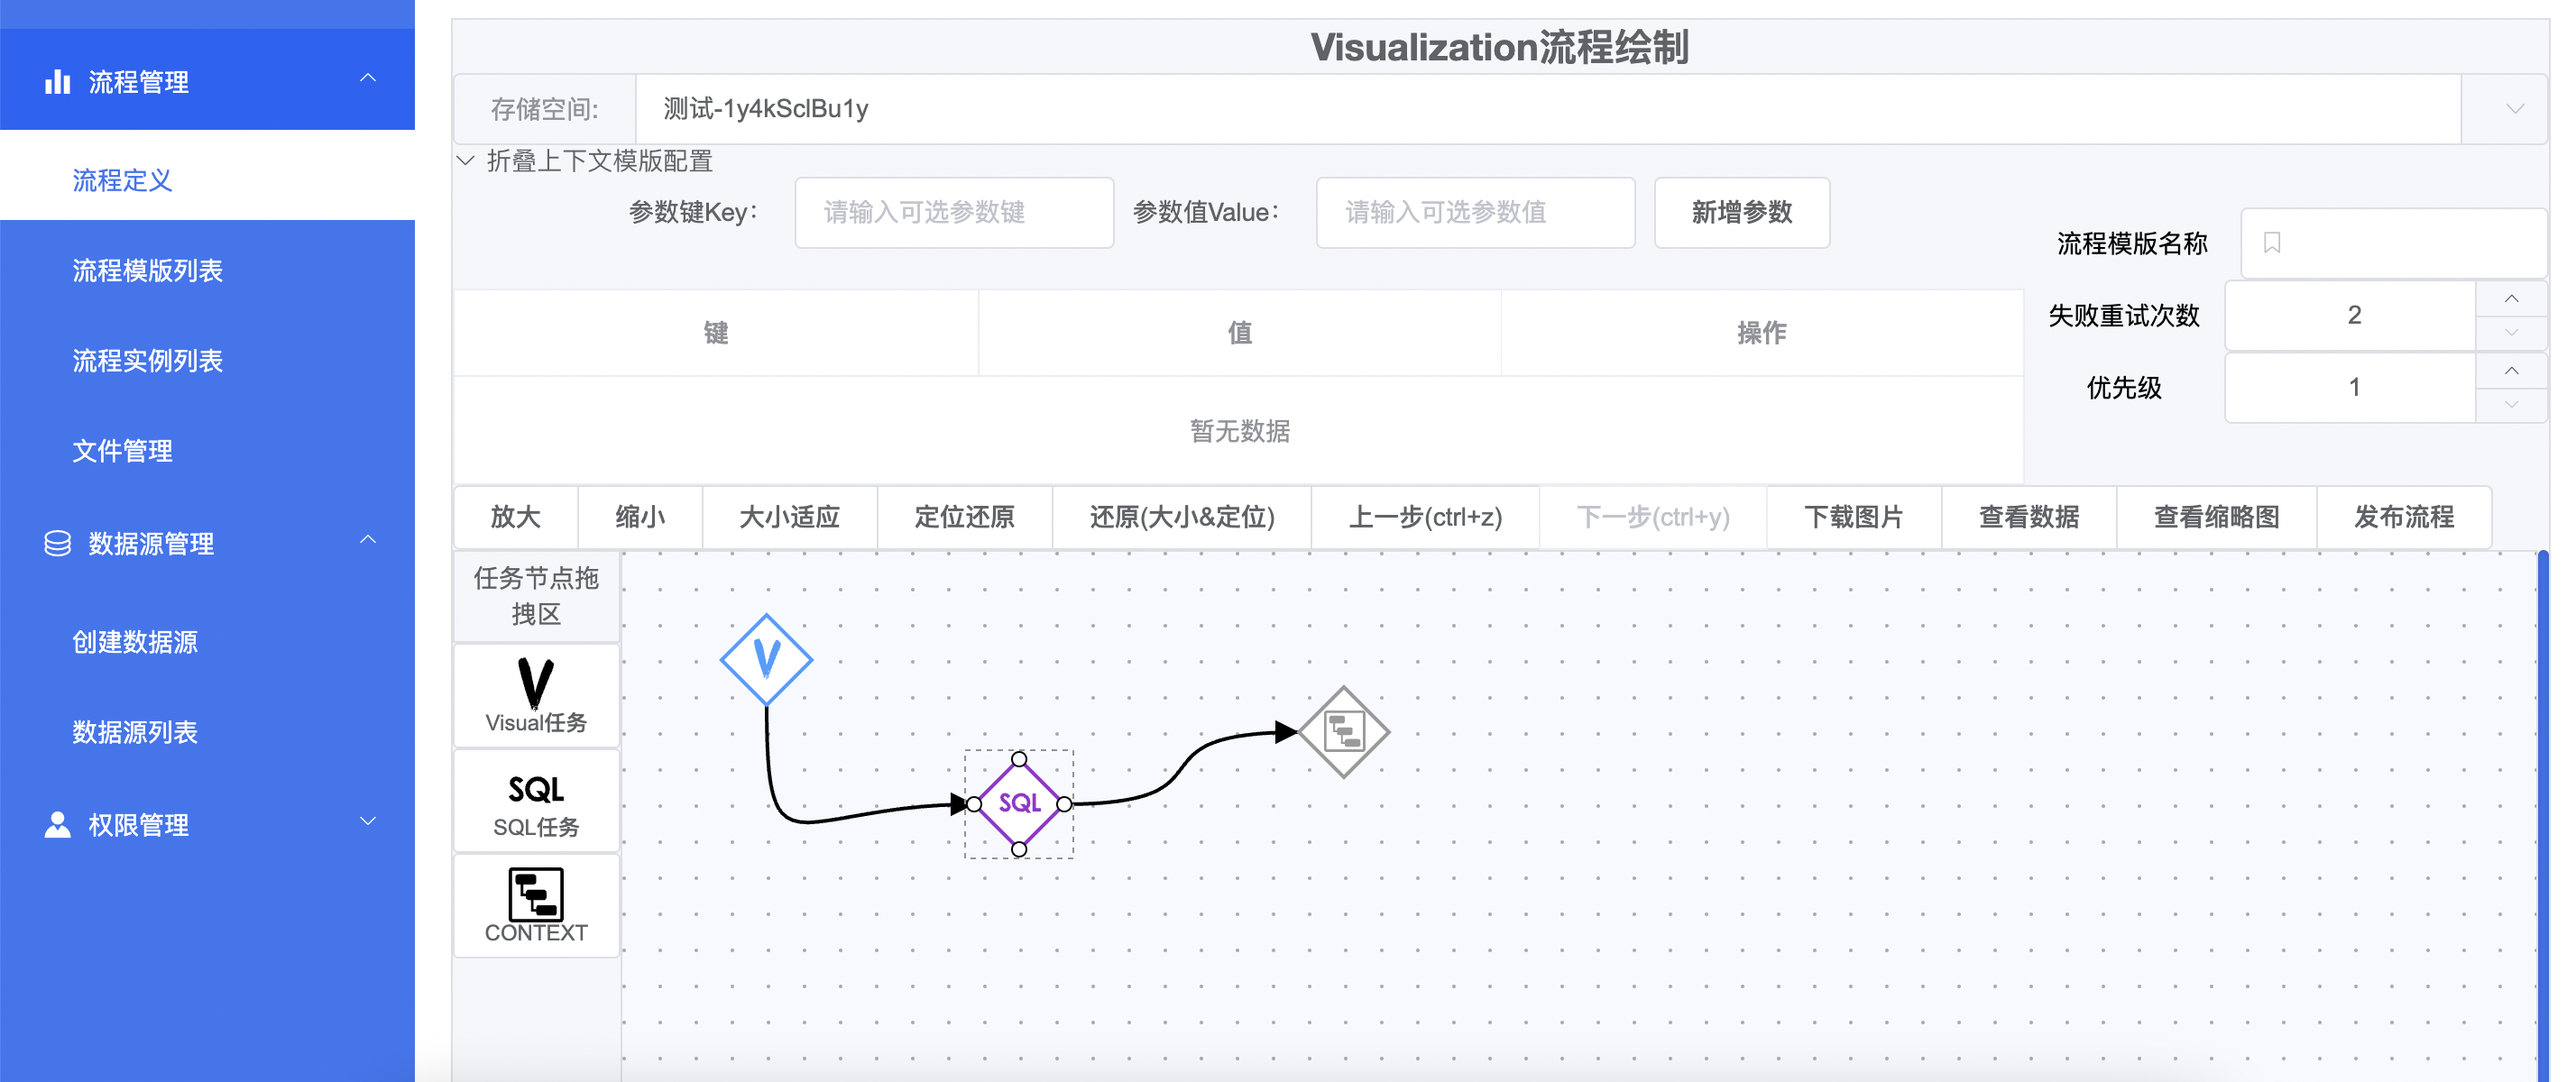 流程管理
流程定义
流程模版列表
流程实例列表
文件管理
数据源管理
创建数据源
数据源列表
权限管理
Visualization流程绘制
存储空间: 测试-1y4kSclBu1y
折叠上下文模版配置
参数键Key: 请输入可选参数键 参数值Value: 请输入可选参数值 新增参数
流程模版名称
失败重试次数 2
优先级 1
键 值 操作
暂无数据
放大 缩小 大小适应 定位还原 还原(大小&定位) 上一步(ctrl+z) 下一步(ctrl+y) 下载图片 查看数据 查看缩略图 发布流程
任务节点拖
拽区
V
Visual任务
SQL
SQL任务
CONTEXT
V
SQL